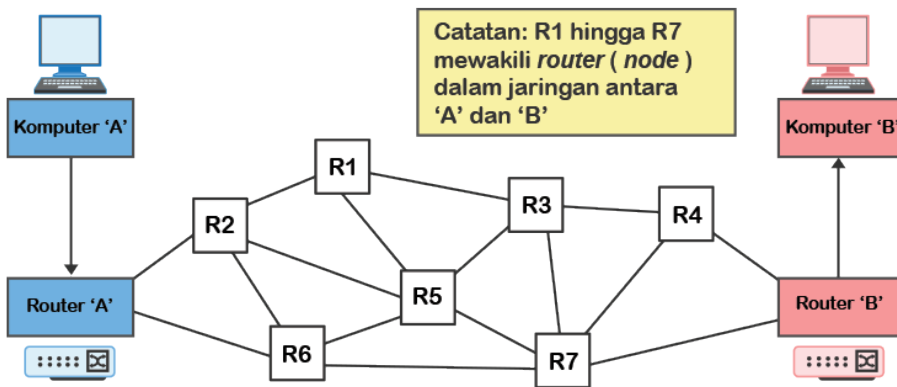 Catatan: R1 hingga R7
mewakili router ( node )
dalam jaringan antara
‘A’ dan ‘B’
Komputer ‘A’
Komputer ‘B’
R1
R2
R3
R4
R5
R6
R7
Router ‘A’
Router ‘B’